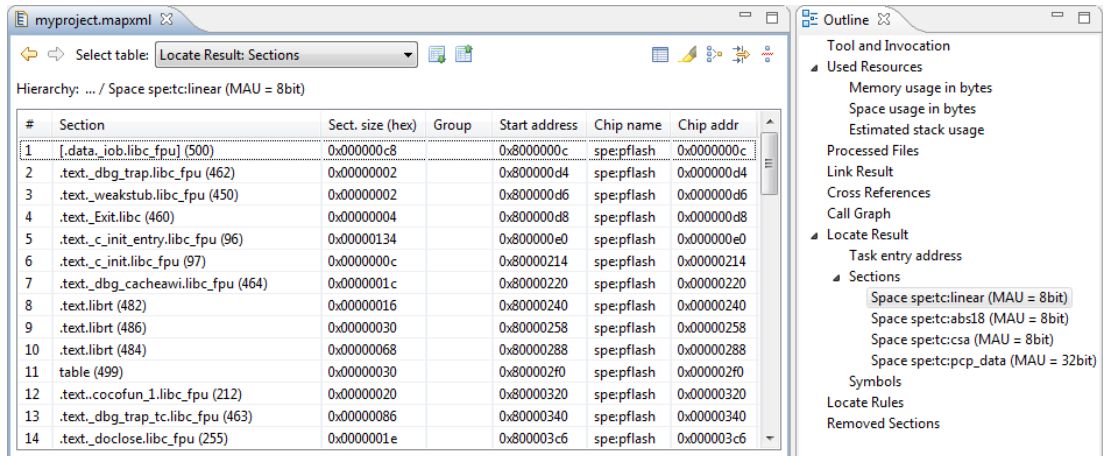 myproject.mapxml
Select table: Locate Result: Sections
Hierarchy: ... / Space spe:tc:linear (MAU = 8bit)
# Section Sect. size (hex) Group Start address Chip name Chip addr
1 [.data._iob.libc_fpu] (500) 0x000000c8 0x8000000c spe:pflash 0x0000000c
2 .text._dbg_trap.libc_fpu (462) 0x00000002 0x800000d4 spe:pflash 0x000000d4
3 .text._weakstub.libc_fpu (450) 0x00000002 0x800000d6 spe:pflash 0x000000d6
4 .text._Exit.libc (460) 0x00000004 0x800000d8 spe:pflash 0x000000d8
5 .text._c_init_entry.libc_fpu (96) 0x00000134 0x800000e0 spe:pflash 0x000000e0
6 .text._c_init.libc_fpu (97) 0x0000000c 0x80000214 spe:pflash 0x00000214
7 .text._dbg_cacheawi.libc_fpu (464) 0x0000001c 0x80000220 spe:pflash 0x00000220
8 .text.librt (482) 0x00000016 0x80000240 spe:pflash 0x00000240
9 .text.librt (486) 0x00000030 0x80000258 spe:pflash 0x00000258
10 .text.librt (484) 0x00000068 0x80000288 spe:pflash 0x00000288
11 table (499) 0x00000030 0x800002f0 spe:pflash 0x000002f0
12 .text..cocofun_1.libc_fpu (212) 0x00000020 0x80000320 spe:pflash 0x00000320
13 .text._dbg_trap_tc.libc_fpu (463) 0x00000086 0x80000340 spe:pflash 0x00000340
14 .text._doclose.libc_fpu (255) 0x0000001e 0x800003c6 spe:pflash 0x000003c6
Outline
Tool and Invocation
Used Resources
Memory usage in bytes
Space usage in bytes
Estimated stack usage
Processed Files
Link Result
Cross References
Call Graph
Locate Result
Task entry address
Sections
Space spe:tc:linear (MAU = 8bit)
Space spe:tc:abs18 (MAU = 8bit)
Space spe:tc:csa (MAU = 8bit)
Space spe:tc:pcp_data (MAU = 32bit)
Symbols
Locate Rules
Removed Sections